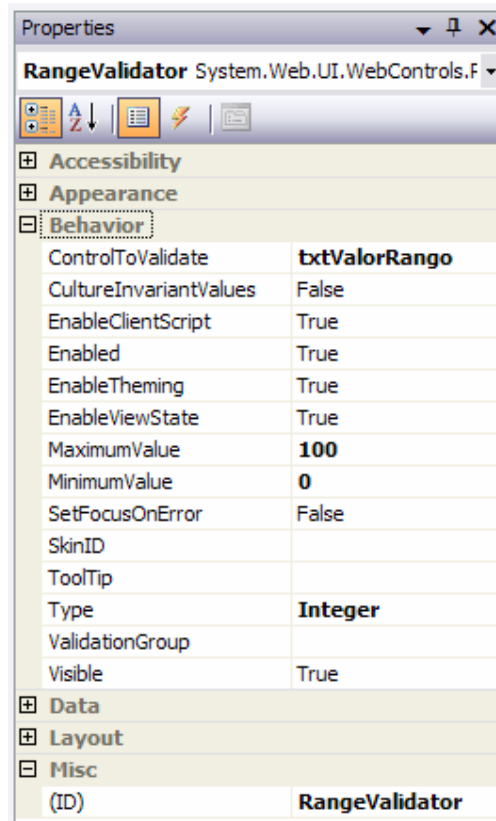 Properties
RangeValidator System.Web.UI.WebControls.F
Accessibility
Appearance
Behavior
ControlToValidate txtValorRango
CultureInvariantValues False
EnableClientScript True
Enabled True
EnableTheming True
EnableViewState True
MaximumValue 100
MinimumValue 0
SetFocusOnError False
SkinID
ToolTip
Type Integer
ValidationGroup
Visible True
Data
Layout
Misc
(ID) RangeValidator